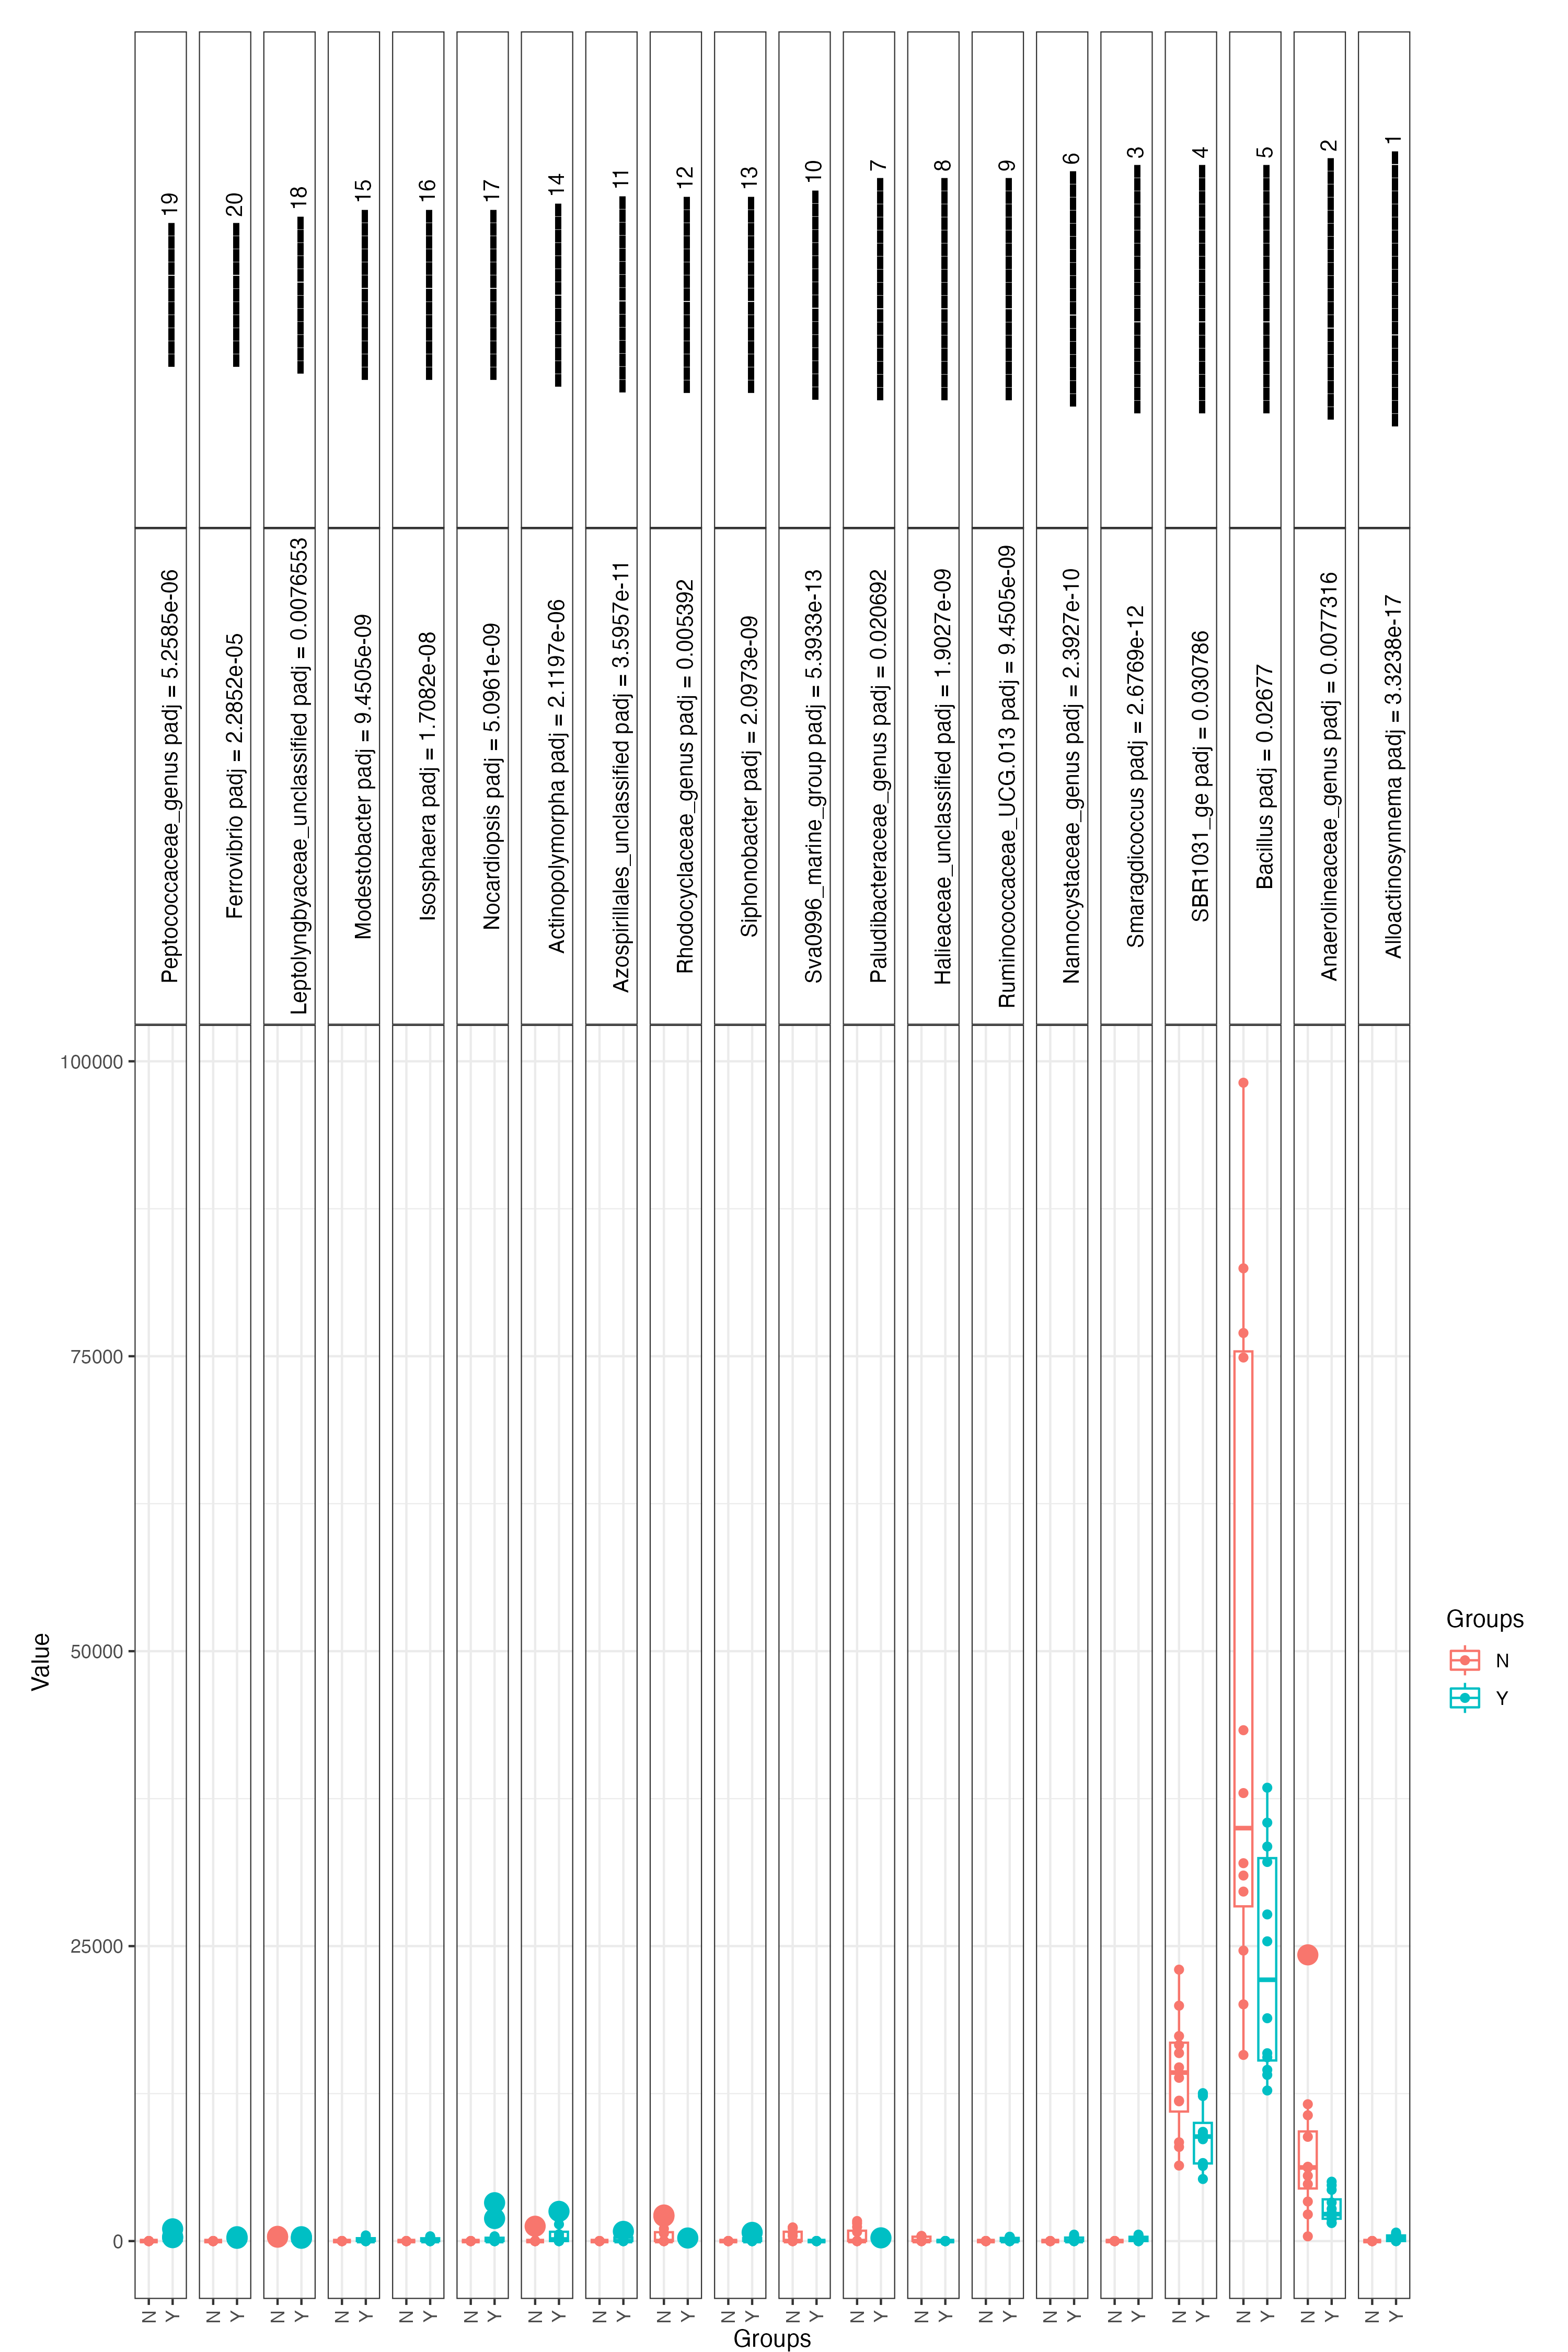 19
20
18
15
16
17
14
11
12
13
10
7
8
9
6
3
4
5
2
1
Peptococcaceae_genus padj = 5.2585e-06
Ferrovibrio padj = 2.2852e-05
Leptolyngbyaceae_unclassified padj = 0.0076553
Modestobacter padj = 9.4505e-09
Isosphaera padj = 1.7082e-08
Nocardiopsis padj = 5.0961e-09
Actinopolymorpha padj = 2.1197e-06
Azospirillales_unclassified padj = 3.5957e-11
Rhodocyclaceae_genus padj = 0.005392
Siphonobacter padj = 2.0973e-09
Sva0996_marine_group padj = 5.3933e-13
Paludibacteraceae_genus padj = 0.020692
Halieaceae_unclassified padj = 1.9027e-09
Ruminococcaceae_UCG.013 padj = 9.4505e-09
Nannocystaceae_genus padj = 2.3927e-10
Smaragdicoccus padj = 2.6769e-12
SBR1031_ge padj = 0.030786
Bacillus padj = 0.02677
Anaerolineaceae_genus padj = 0.0077316
Alloactinosynnema padj = 3.3238e-17
100000
75000
50000
25000
0
Value
Groups
N
Y
N Y N Y N Y N Y N Y N Y N Y N Y N Y N Y N Y N Y N Y N Y N Y N Y N Y N Y N Y N Y
Groups